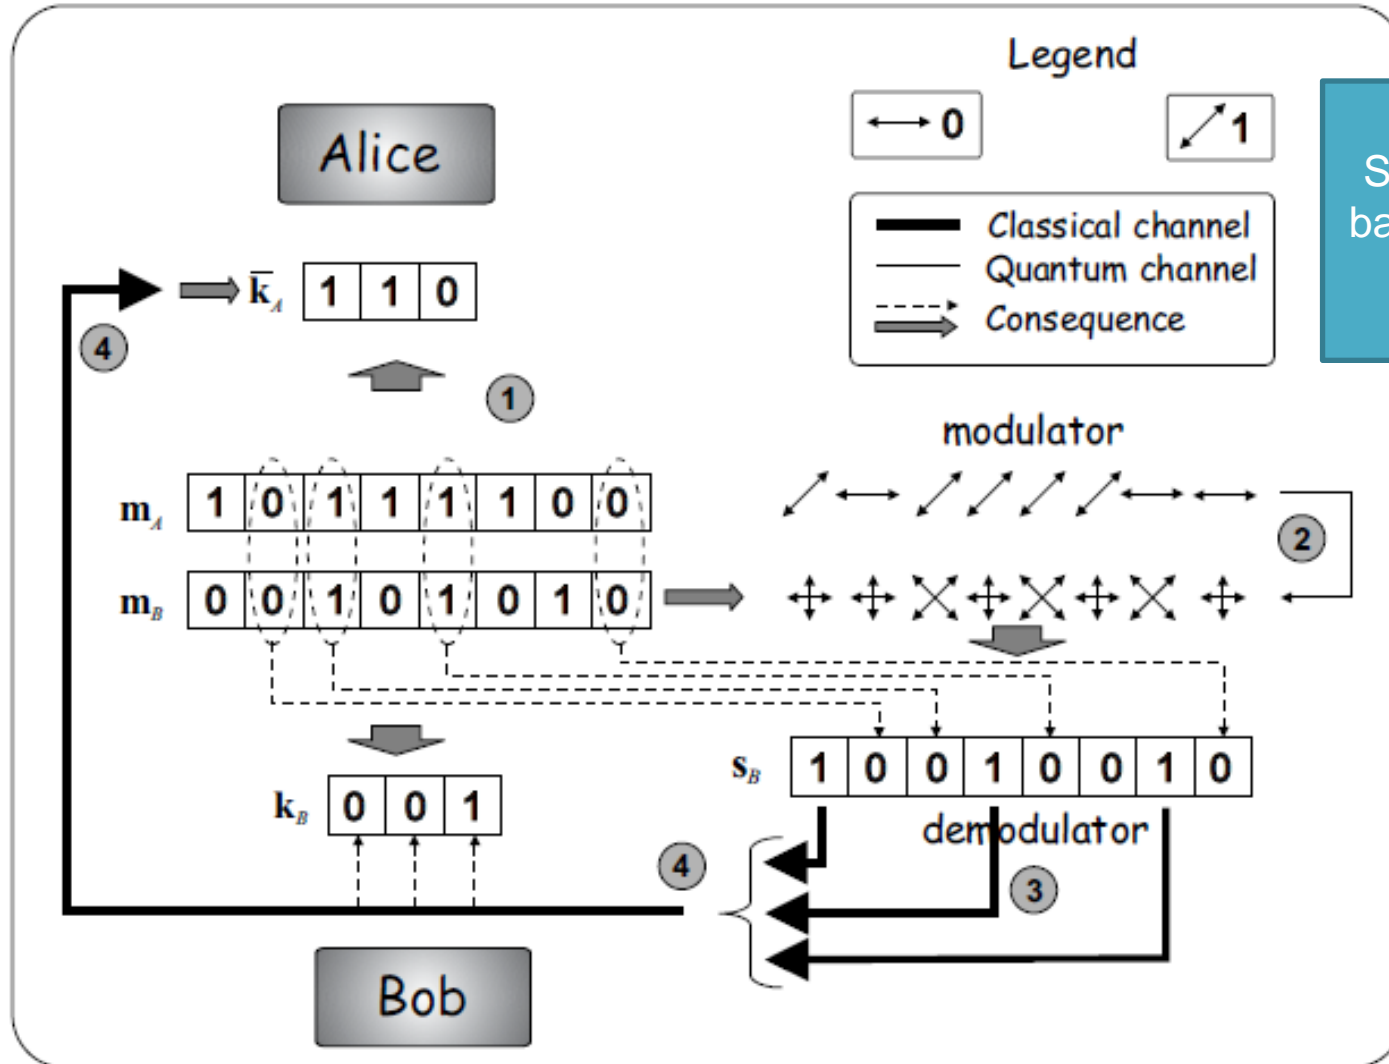 Legend
0
1
Alice
S
ba
Classical channel
Quantum channel
Consequence
k̄A 1 1 0
4
1
modulator
mA 1 0 1 1 1 1 0 0
2
mB 0 0 1 0 1 0 1 0
sB 1 0 0 1 0 0 1 0
kB 0 0 1
demodulator
4
3
Bob